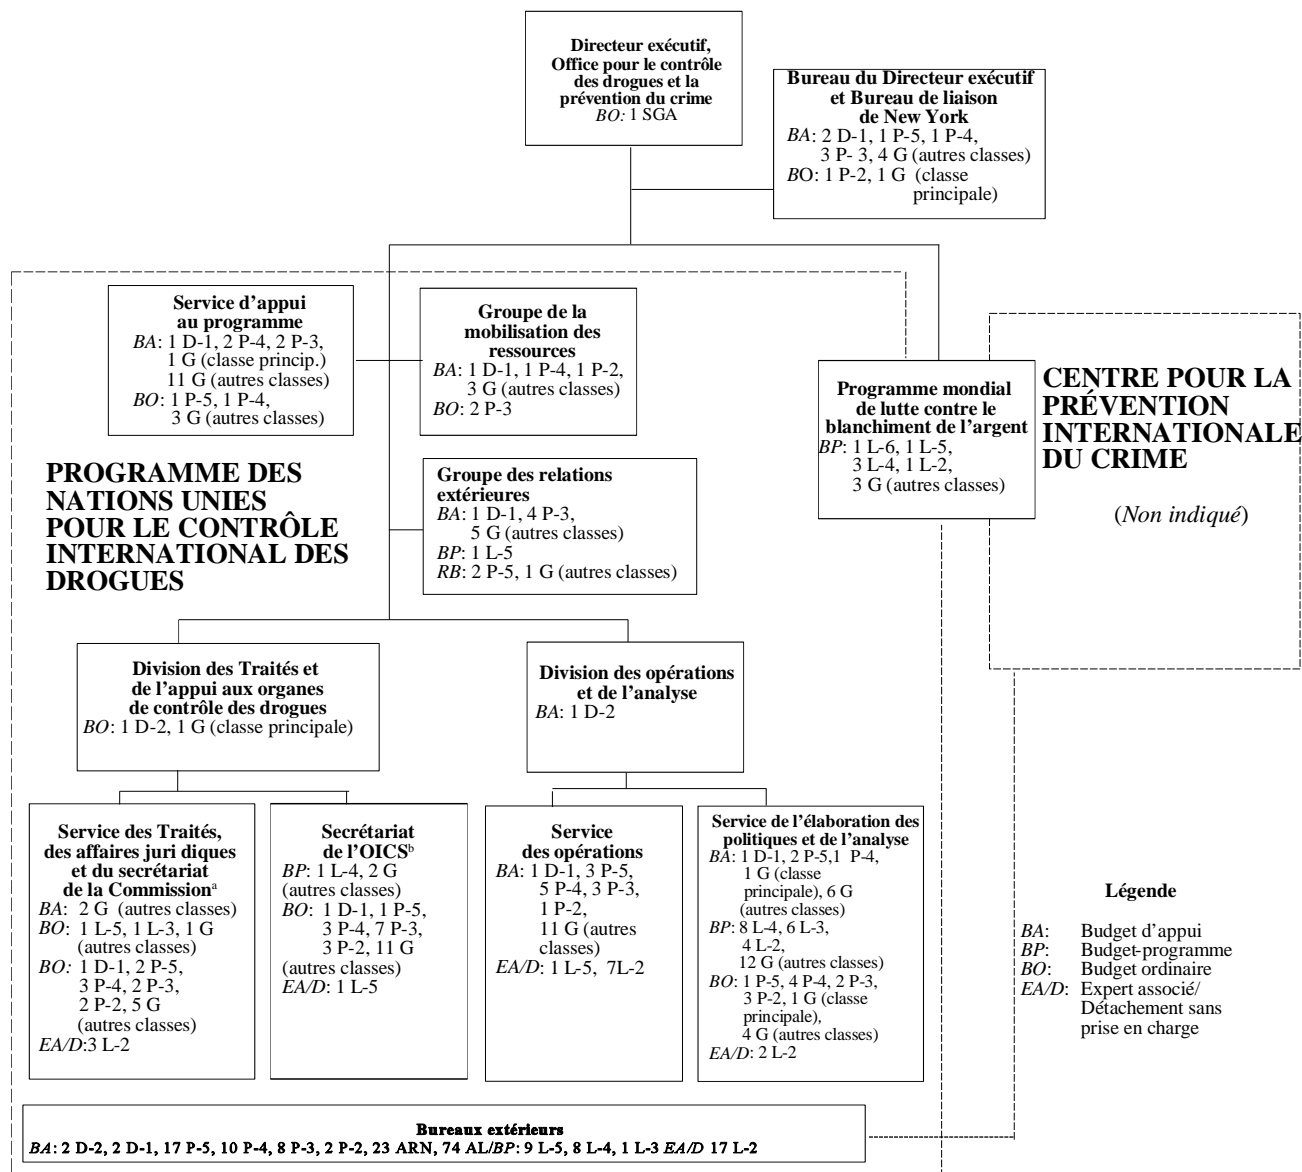 Directeur exécutif,
Office pour le contrôle
des drogues et la
prévention du crime
BO: 1 SGA
Bureau du Directeur exécutif
et Bureau de liaison
de New York
BA: 2 D-1, 1 P-5, 1 P-4,
3 P- 3, 4 G (autres classes)
BO: 1 P-2, 1 G (classe
principale)
Service d'appui
au programme
BA: 1 D-1, 2 P-4, 2 P-3,
1 G (classe princip.)
11 G (autres classes)
BO: 1 P-5, 1 P-4,
3 G (autres classes)
Groupe de la
mobilisation des
ressources
BA: 1 D-1, 1 P-4, 1 P-2,
3 G (autres classes)
BO: 2 P-3
Programme mondial
de lutte contre le
blanchiment de l'argent
BP: 1 L-6, 1 L-5,
3 L-4, 1 L-2,
3 G (autres classes)
CENTRE POUR LA
PRÉVENTION
INTERNATIONALE
DU CRIME
(Non indiqué)
PROGRAMME DES
NATIONS UNIES
POUR LE CONTRÔLE
INTERNATIONAL DES
DROGUES
Groupe des relations
extérieures
BA: 1 D-1, 4 P-3,
5 G (autres classes)
BP: 1 L-5
RB: 2 P-5, 1 G (autres classes)
Division des Traités et
de l'appui aux organes
de contrôle des drogues
BO: 1 D-2, 1 G (classe principale)
Division des opérations
et de l'analyse
BA: 1 D-2
Service des Traités,
des affaires juri diques
et du secrétariat
de la Commission^a
BA: 2 G (autres classes)
BO: 1 L-5, 1 L-3, 1 G
(autres classes)
BO: 1 D-1, 2 P-5,
3 P-4, 2 P-3,
2 P-2, 5 G
(autres classes)
EA/D:3 L-2
Secrétariat
de l'OICS^b
BP: 1 L-4, 2 G
(autres classes)
BO: 1 D-1, 1 P-5,
3 P-4, 7 P-3,
3 P-2, 11 G
(autres classes)
EA/D: 1 L-5
Service
des opérations
BA: 1 D-1, 3 P-5,
5 P-4, 3 P-3,
1 P-2,
11 G (autres
classes)
EA/D: 1 L-5, 7L-2
Service de l'élaboration des
politiques et de l'analyse
BA: 1 D-1, 2 P-5,1 P-4,
1 G (classe
principale), 6 G
(autres classes)
BP: 8 L-4, 6 L-3,
4 L-2,
12 G (autres classes)
BO: 1 P-5, 4 P-4, 2 P-3,
3 P-2, 1 G (classe
principale),
4 G (autres classes)
EA/D: 2 L-2
Légende
BA: Budget d'appui
BP: Budget-programme
BO: Budget ordinaire
EA/D: Expert associé/
Détachement sans
prise en charge
Bureaux extérieurs
BA: 2 D-2, 2 D-1, 17 P-5, 10 P-4, 8 P-3, 2 P-2, 23 ARN, 74 AL/BP: 9 L-5, 8 L-4, 1 L-3 EA/D 17 L-2